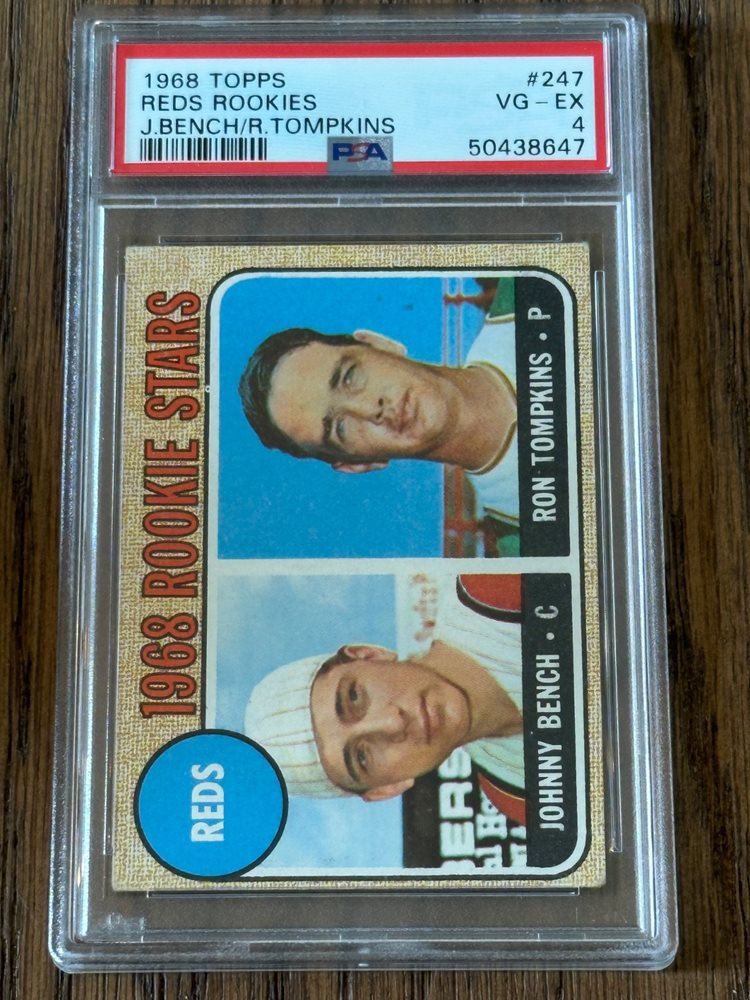 1968 TOPPS #247
REDS ROOKIES VG - EX
J.BENCH/R.TOMPKINS 4
PSA 50438647
1968 ROOKIE STARS
REDS
JOHNNY BENCH • C
RON TOMPKINS • P